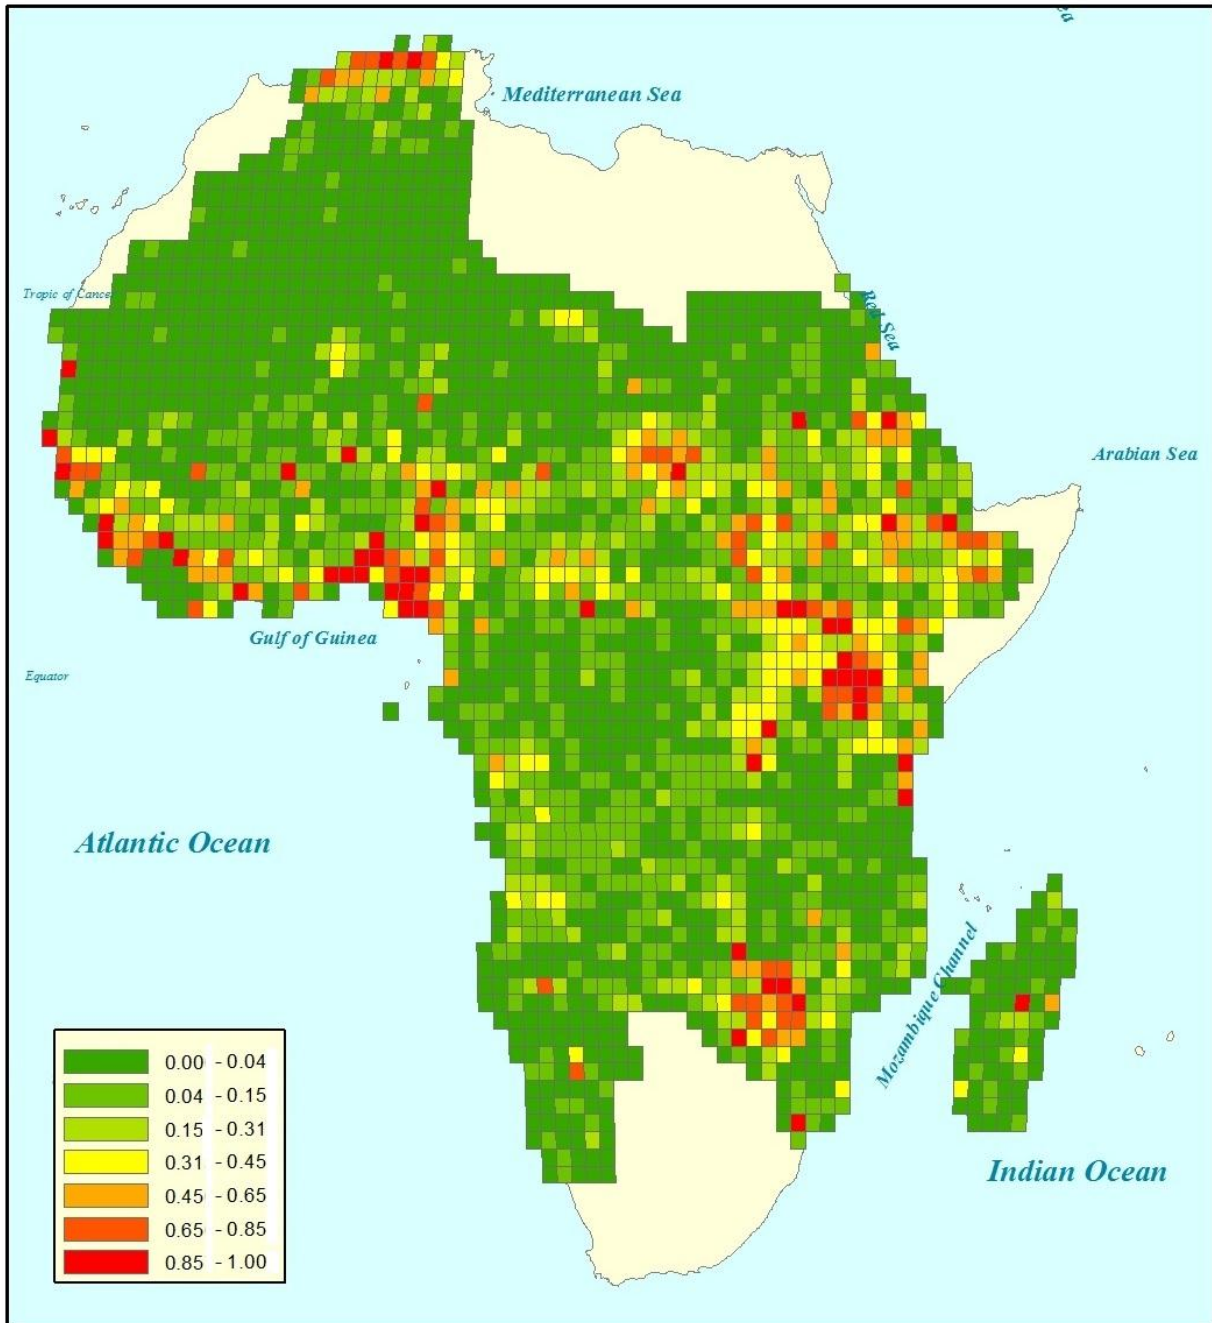 ea
Mediterranean Sea
Tropic of Cance
Red Sea
Arabian Sea
Gulf of Guinea
Equator
Atlantic Ocean
Mozambique Channel
Indian Ocean
0.00 - 0.04
0.04 - 0.15
0.15 - 0.31
0.31 - 0.45
0.45 - 0.65
0.65 - 0.85
0.85 - 1.00